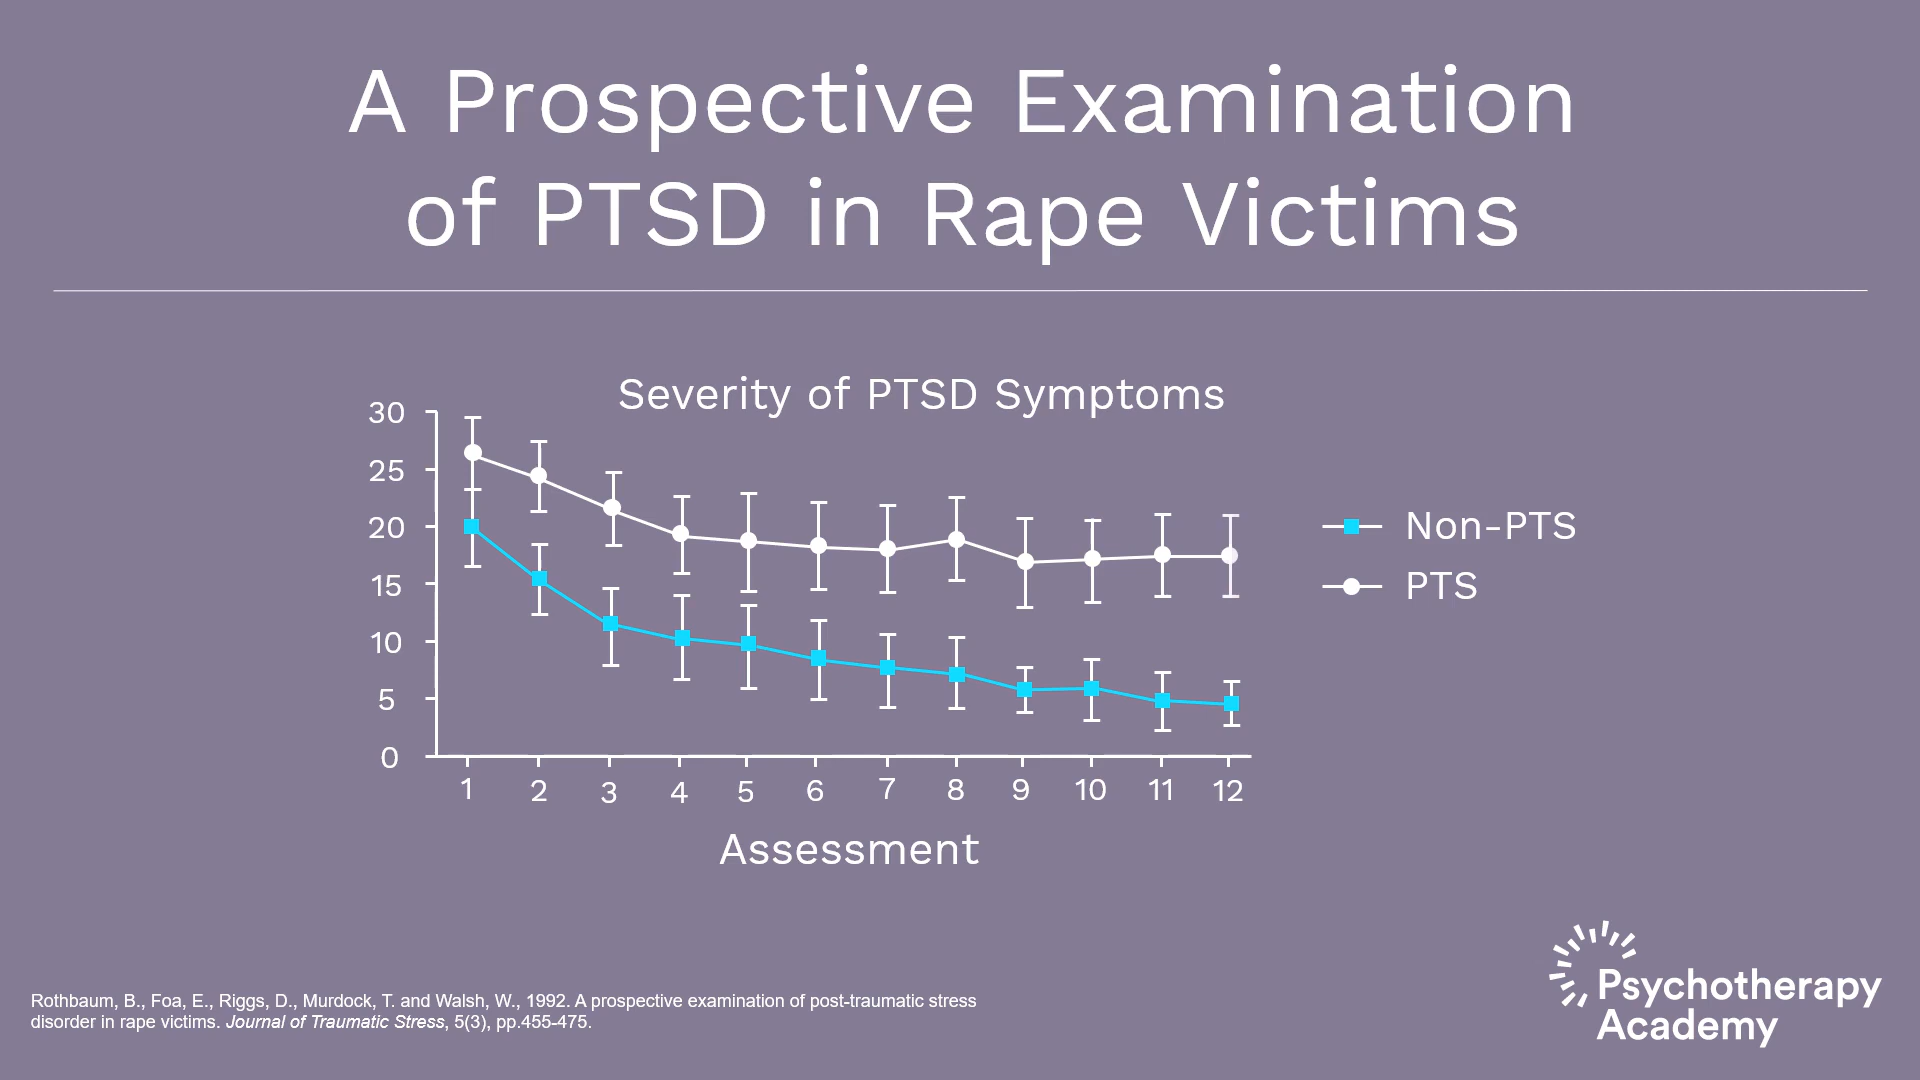 A Prospective Examination
of PTSD in Rape Victims
Severity of PTSD Symptoms
30
25
20
15
10
5
0
1 2 3 4 5 6 7 8 9 10 11 12
Assessment
Non-PTS
PTS
Rothbaum, B., Foa, E., Riggs, D., Murdock, T. and Walsh, W., 1992. A prospective examination of post-traumatic stress
disorder in rape victims. Journal of Traumatic Stress, 5(3), pp.455-475.
Psychotherapy
Academy